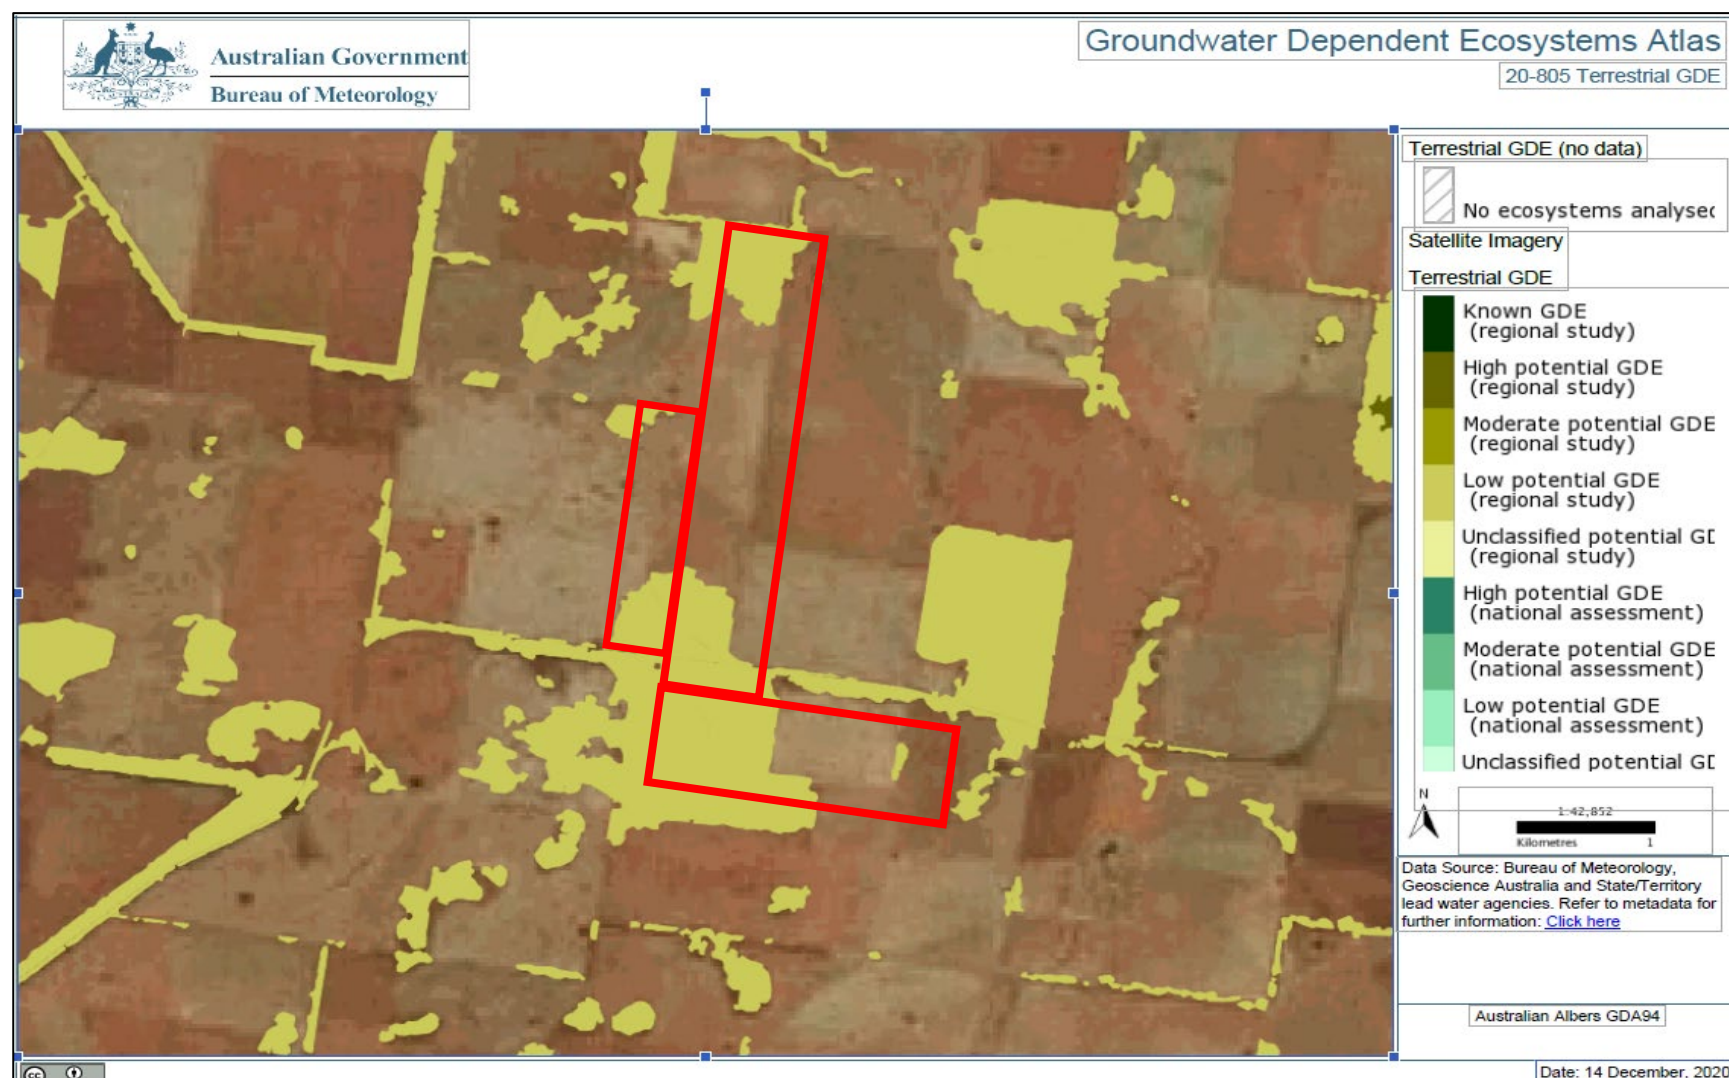 Australian Government
Bureau of Meteorology
Groundwater Dependent Ecosystems Atlas
20-805 Terrestrial GDE
Terrestrial GDE (no data)
No ecosystems analysed
Satellite Imagery
Terrestrial GDE
Known GDE
(regional study)
High potential GDE
(regional study)
Moderate potential GDE
(regional study)
Low potential GDE
(regional study)
Unclassified potential GD
(regional study)
High potential GDE
(national assessment)
Moderate potential GDE
(national assessment)
Low potential GDE
(national assessment)
Unclassified potential GD
N
1:42,852
Kilometres 1
Data Source: Bureau of Meteorology,
Geoscience Australia and State/Territory
lead water agencies. Refer to metadata for
further information: Click here
Australian Albers GDA94
cc
Date: 14 December, 2020